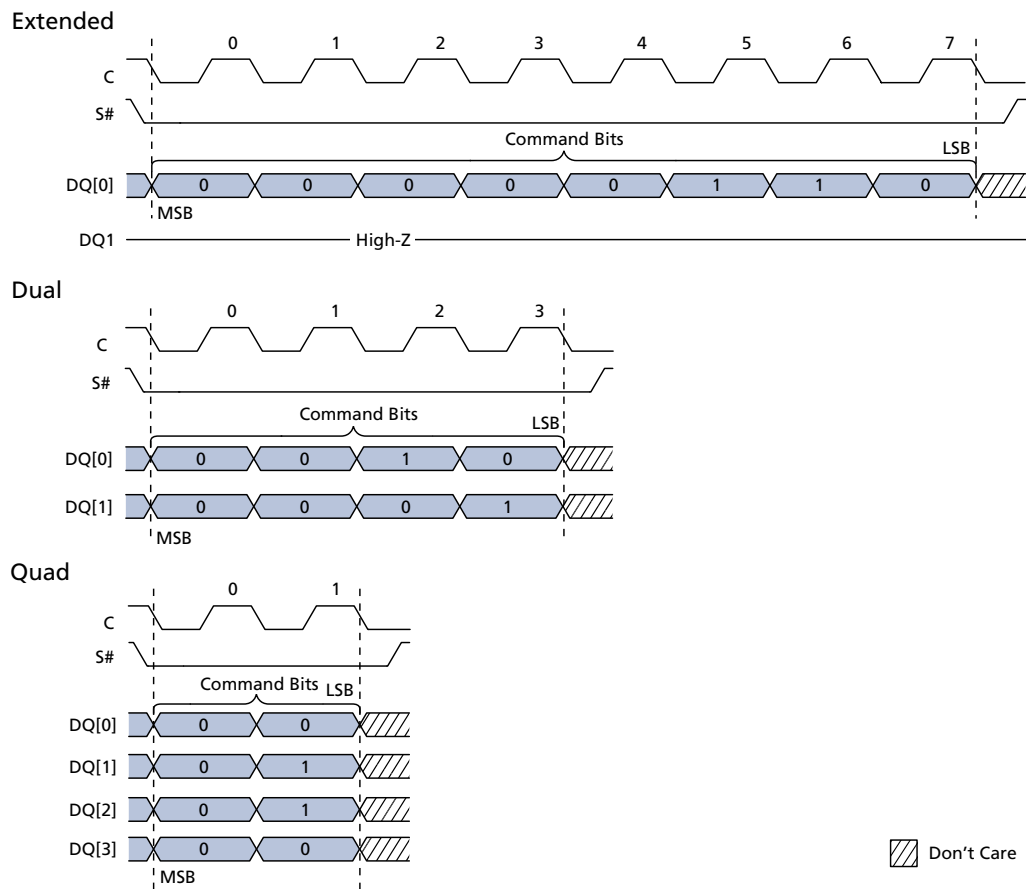 Extended
0 1 2 3 4 5 6 7
C
S#
Command Bits
LSB
DQ[0] 0 0 0 0 0 1 1 0
MSB
DQ1 High-Z
Dual
0 1 2 3
C
S#
Command Bits
LSB
DQ[0] 0 0 1 0
DQ[1] 0 0 0 1
MSB
Quad
0 1
C
S#
Command Bits
LSB
DQ[0] 0 0
DQ[1] 0 1
DQ[2] 0 1
DQ[3] 0 0
MSB
Don't Care